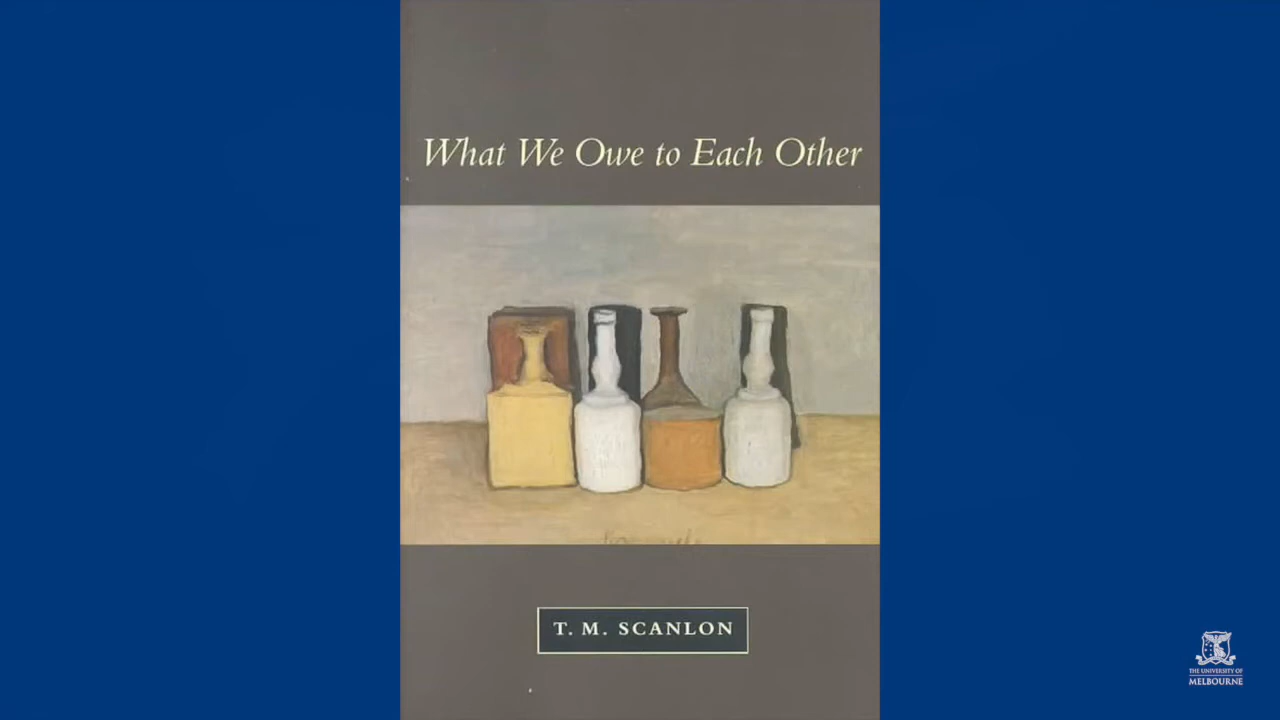 What We Owe to Each Other
T. M. SCANLON
THE UNIVERSITY OF
MELBOURNE